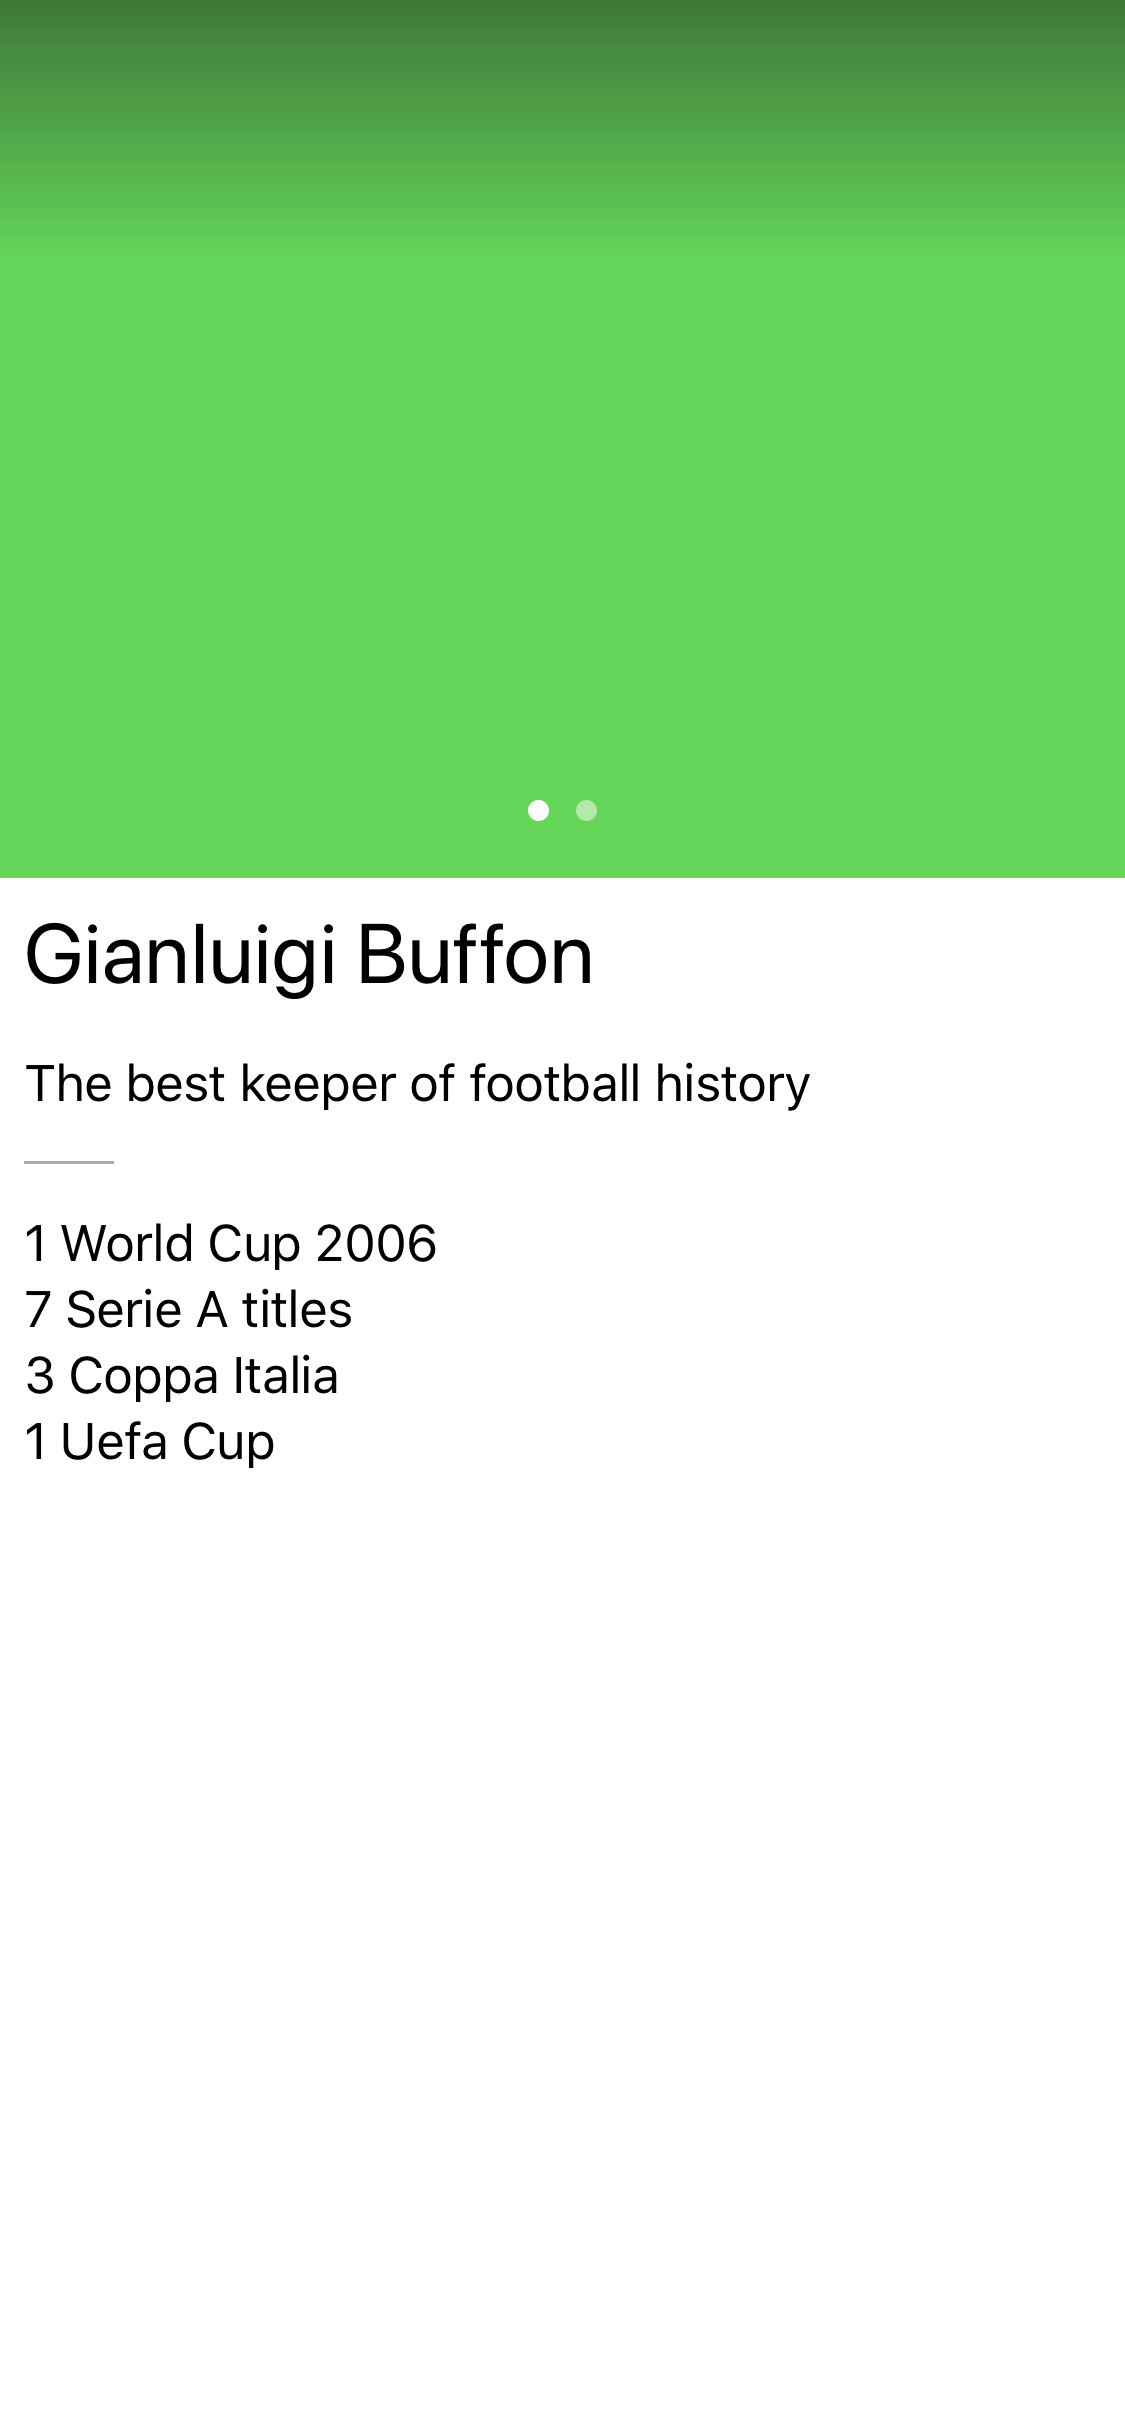 Gianluigi Buffon
The best keeper of football history
1 World Cup 2006
7 Serie A titles
3 Coppa Italia
1 Uefa Cup